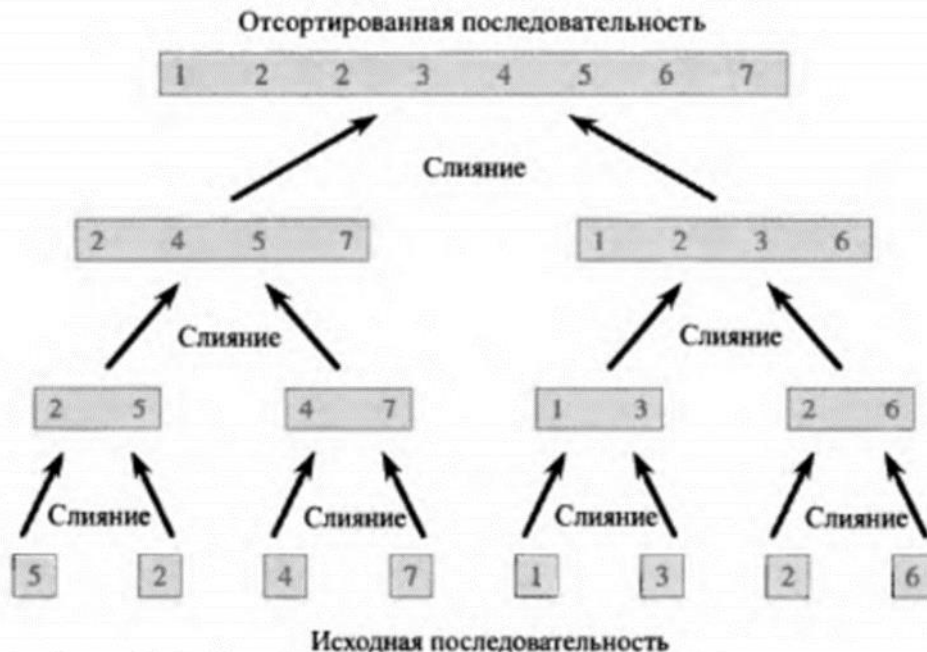 Отсортированная последовательность
1 2 2 3 4 5 6 7
Слияние
2 4 5 7
1 2 3 6
Слияние
Слияние
2 5
4 7
1 3
2 6
Слияние
Слияние
Слияние
Слияние
5
2
4
7
1
3
2
6
Исходная последовательность